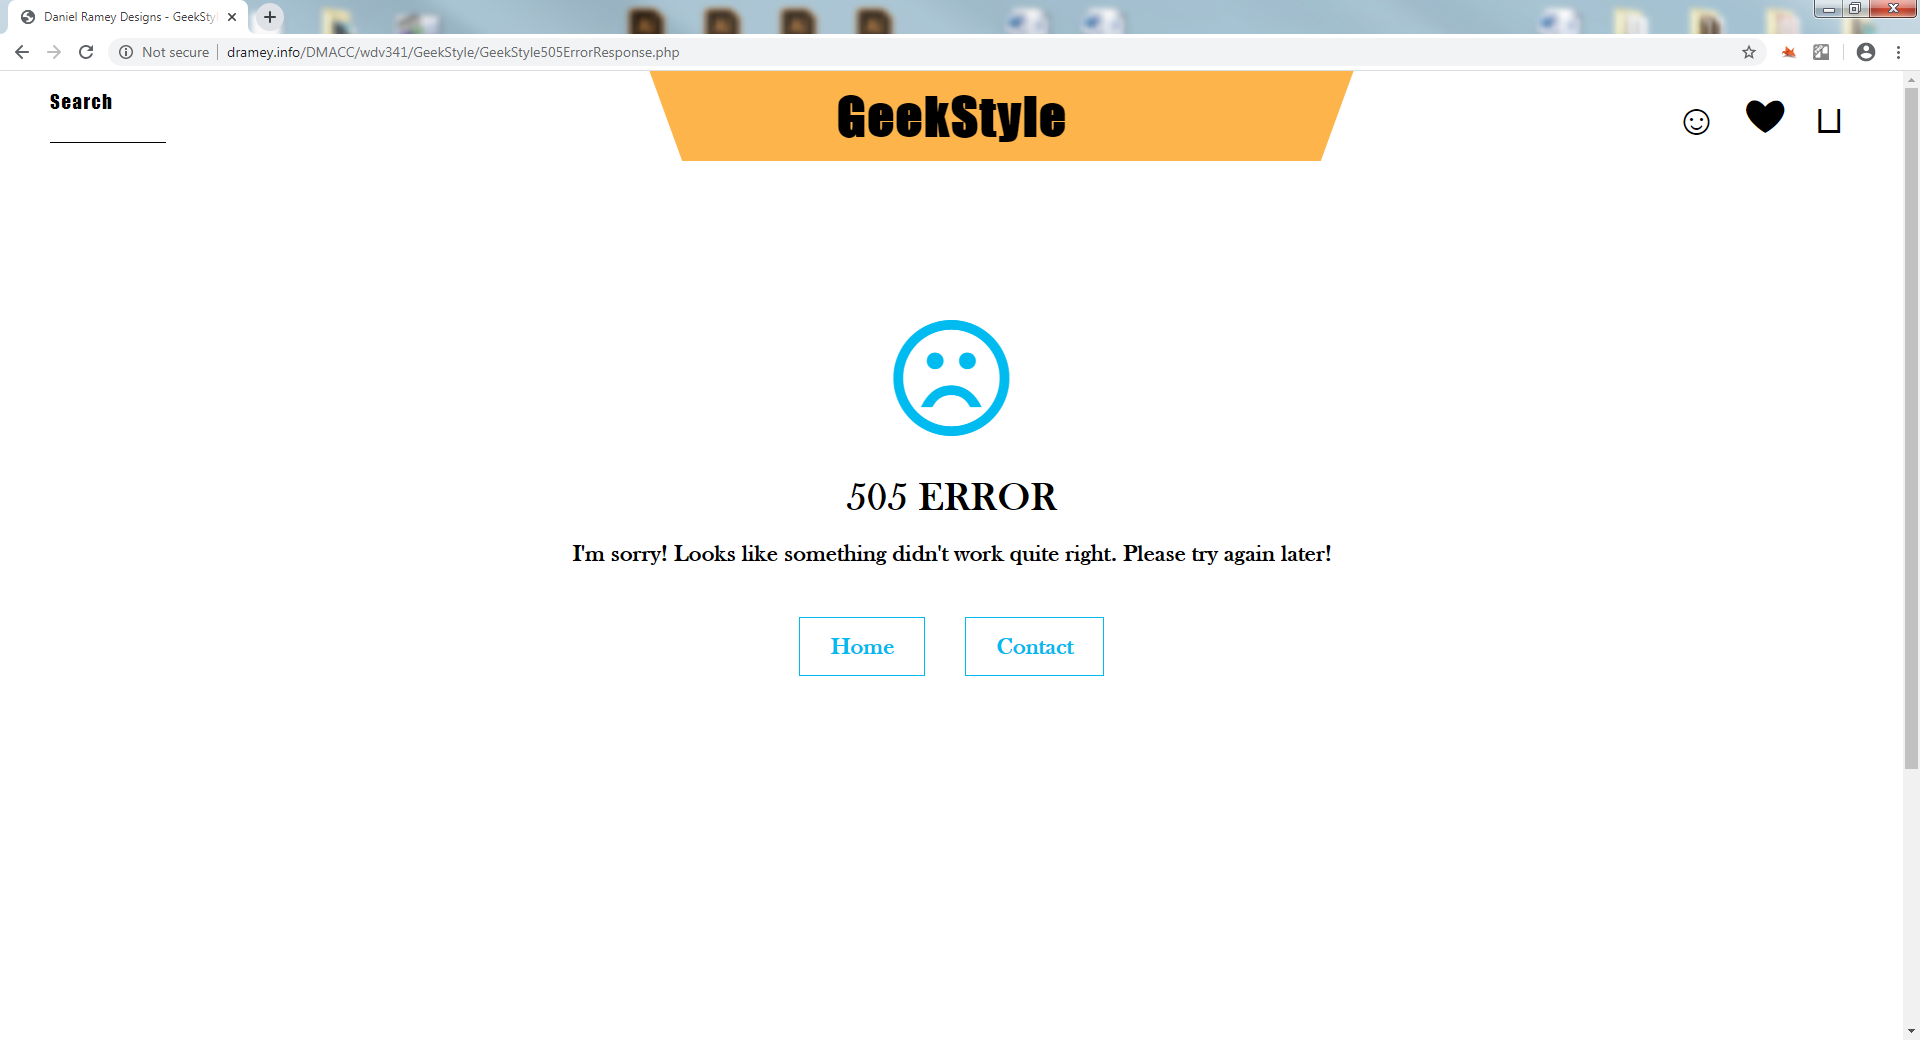 Daniel Ramey Designs - GeekSty
Not secure | dramey.info/DMACC/wdv341/GeekStyle/GeekStyle505ErrorResponse.php
Search
GeekStyle
505 ERROR
I'm sorry! Looks like something didn't work quite right. Please try again later!
Home
Contact